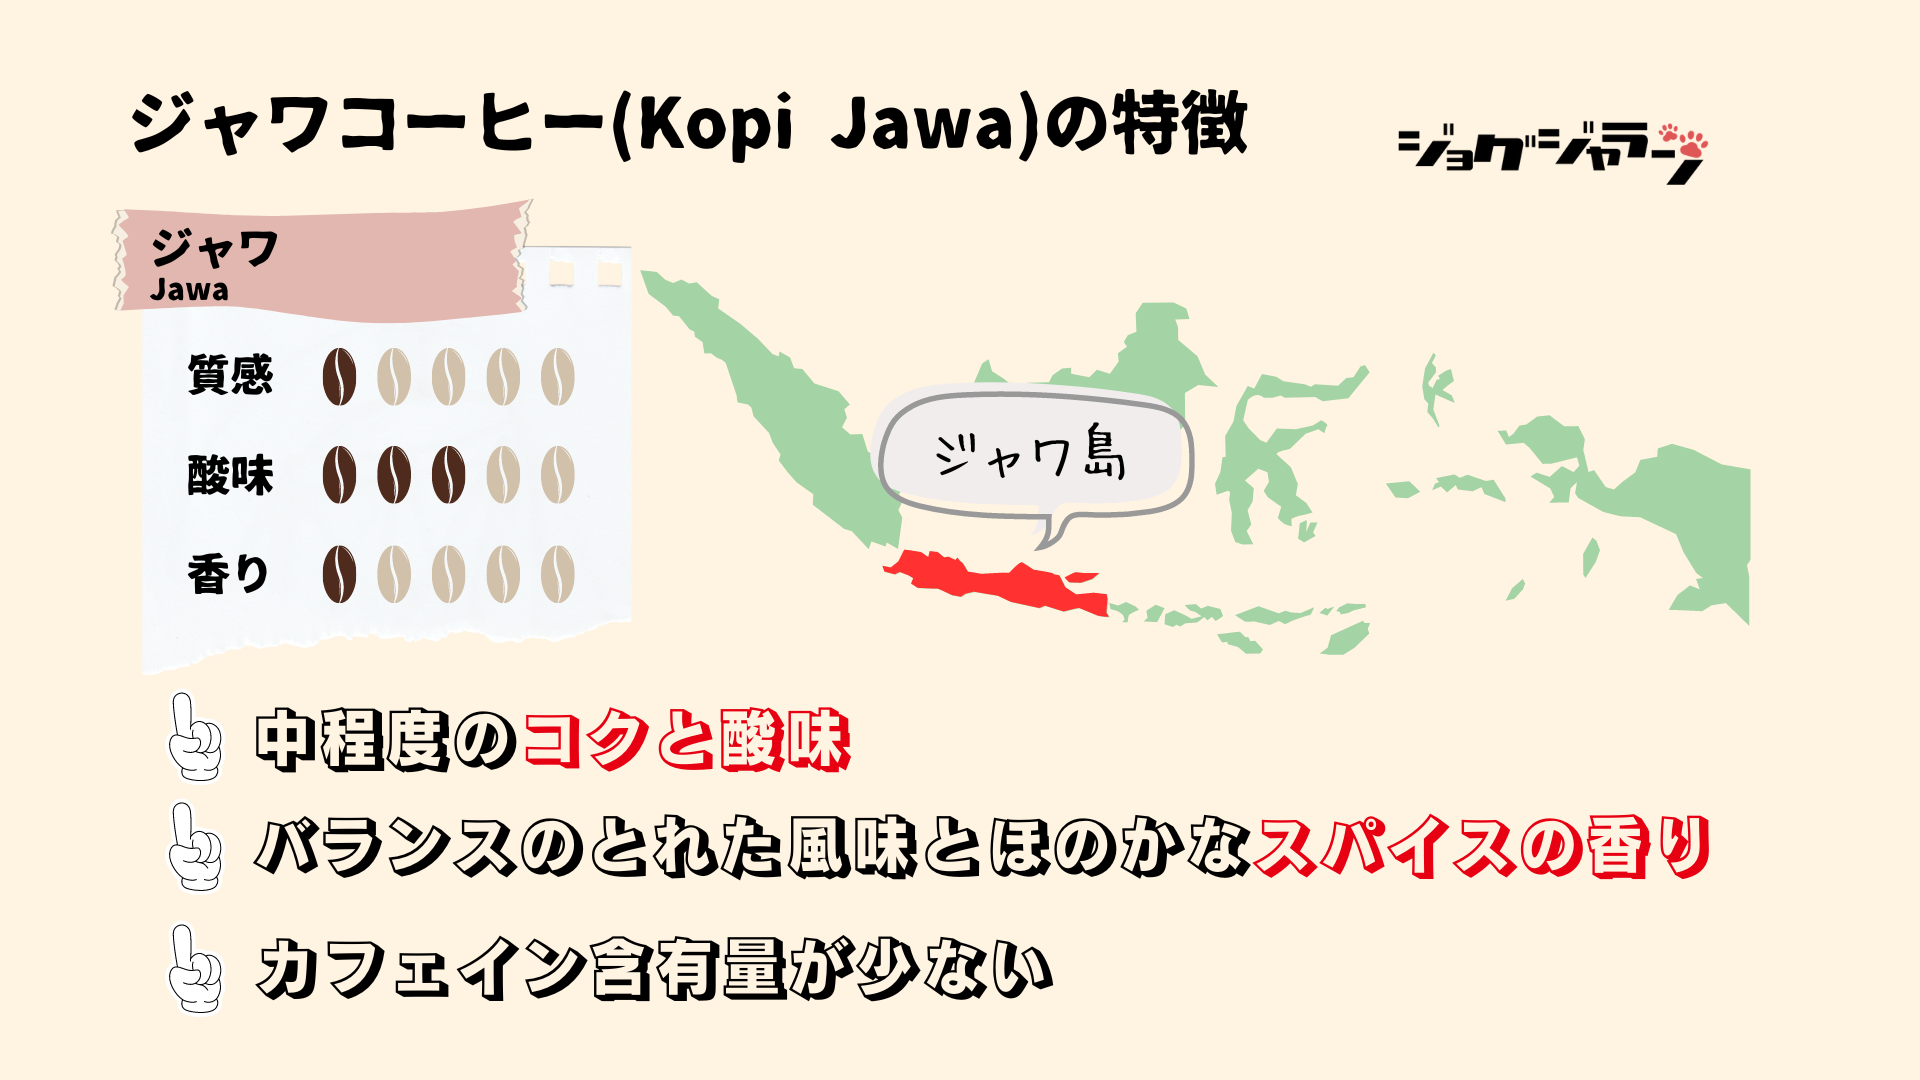 ジャワコーヒー(Kopi Jawa)の特徴
ジョグジャラン
ジャワ
Jawa
質感
酸味
香り
ジャワ島
中程度のコクと酸味
バランスのとれた風味とほのかなスパイスの香り
カフェイン含有量が少ない